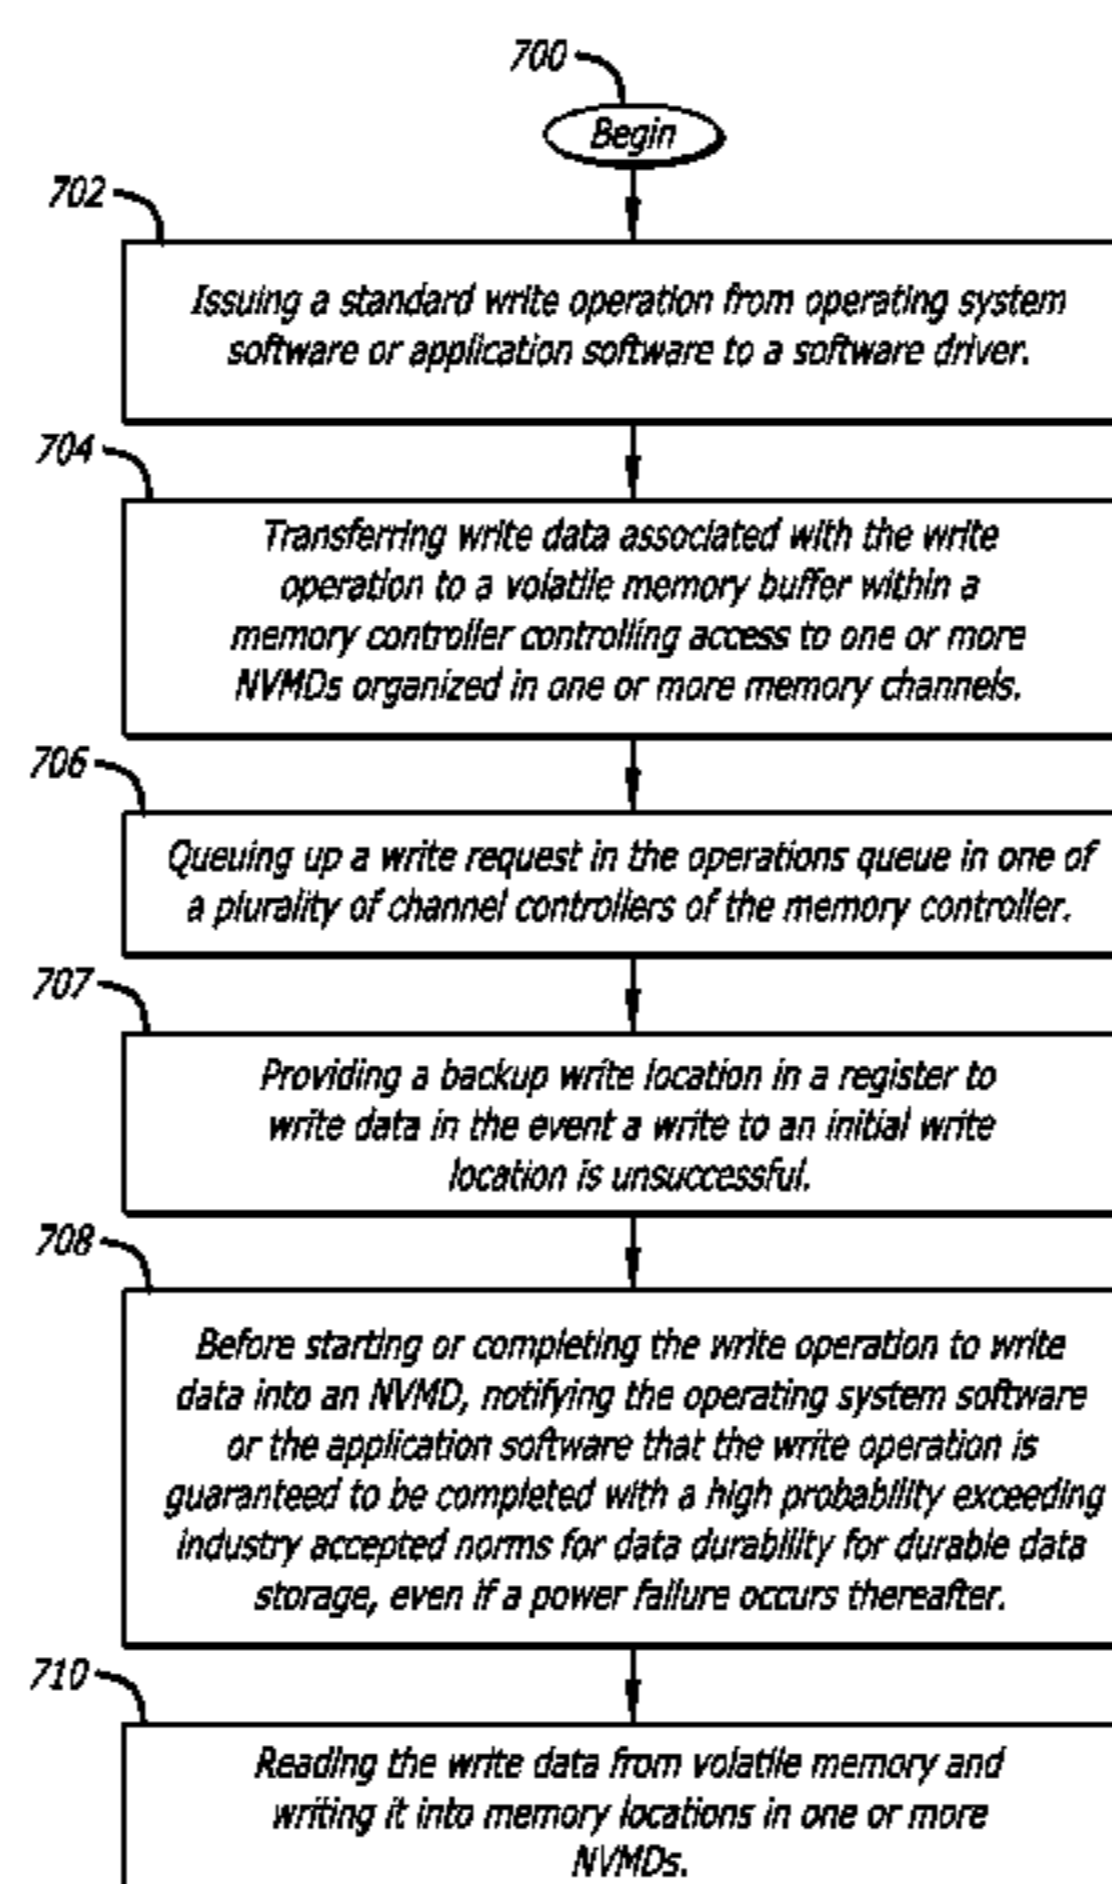 700
Begin
702
Issuing a standard write operation from operating system
software or application software to a software driver.
704
Transferring write data associated with the write
operation to a volatile memory buffer within a
memory controller controlling access to one or more
NVMDs organized in one or more memory channels.
706
Queuing up a write request in the operations queue in one of
a plurality of channel controllers of the memory controller.
707
Providing a backup write location in a register to
write data in the event a write to an initial write
location is unsuccessful.
708
Before starting or completing the write operation to write
data into an NVMD, notifying the operating system software
or the application software that the write operation is
guaranteed to be completed with a high probability exceeding
industry accepted norms for data durability for durable data
storage, even if a power failure occurs thereafter.
710
Reading the write data from volatile memory and
writing it into memory locations in one or more
NVMDs.